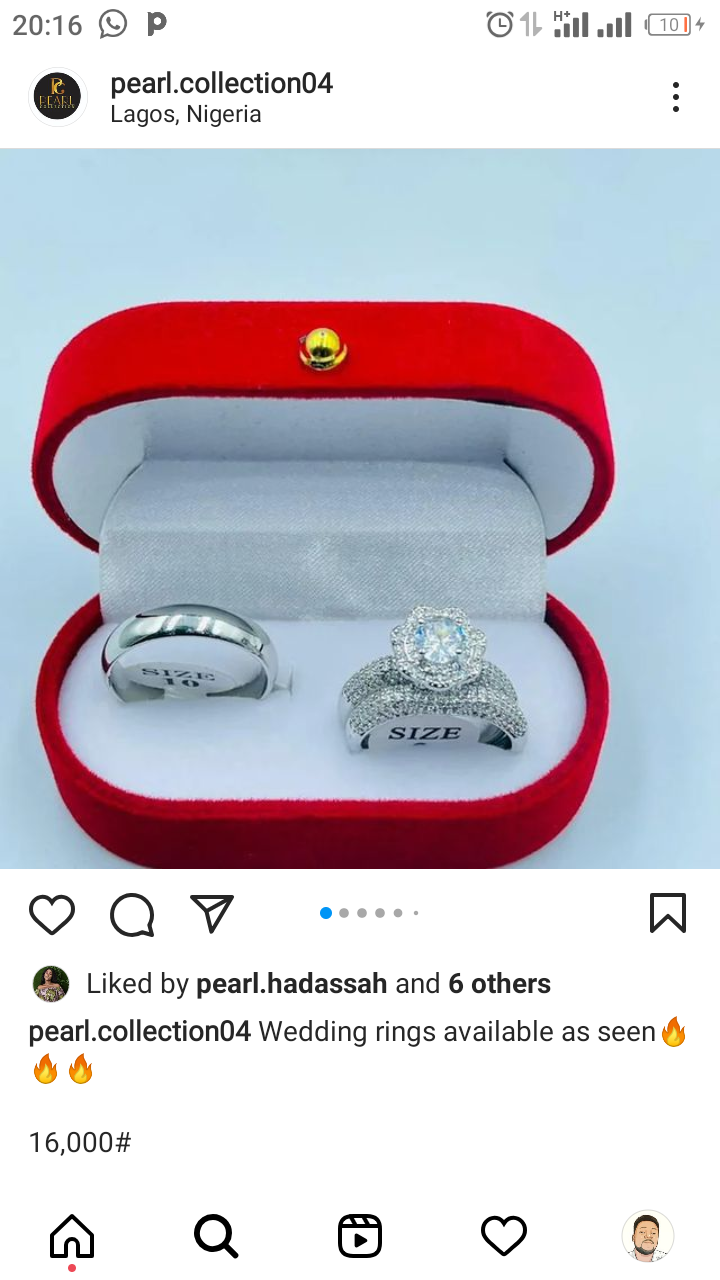 20:16
H+
10
PEARL
pearl.collection04
Lagos, Nigeria
SIZE
10
SIZE
Liked by pearl.hadassah and 6 others
pearl.collection04 Wedding rings available as seen🔥
🔥🔥
16,000#